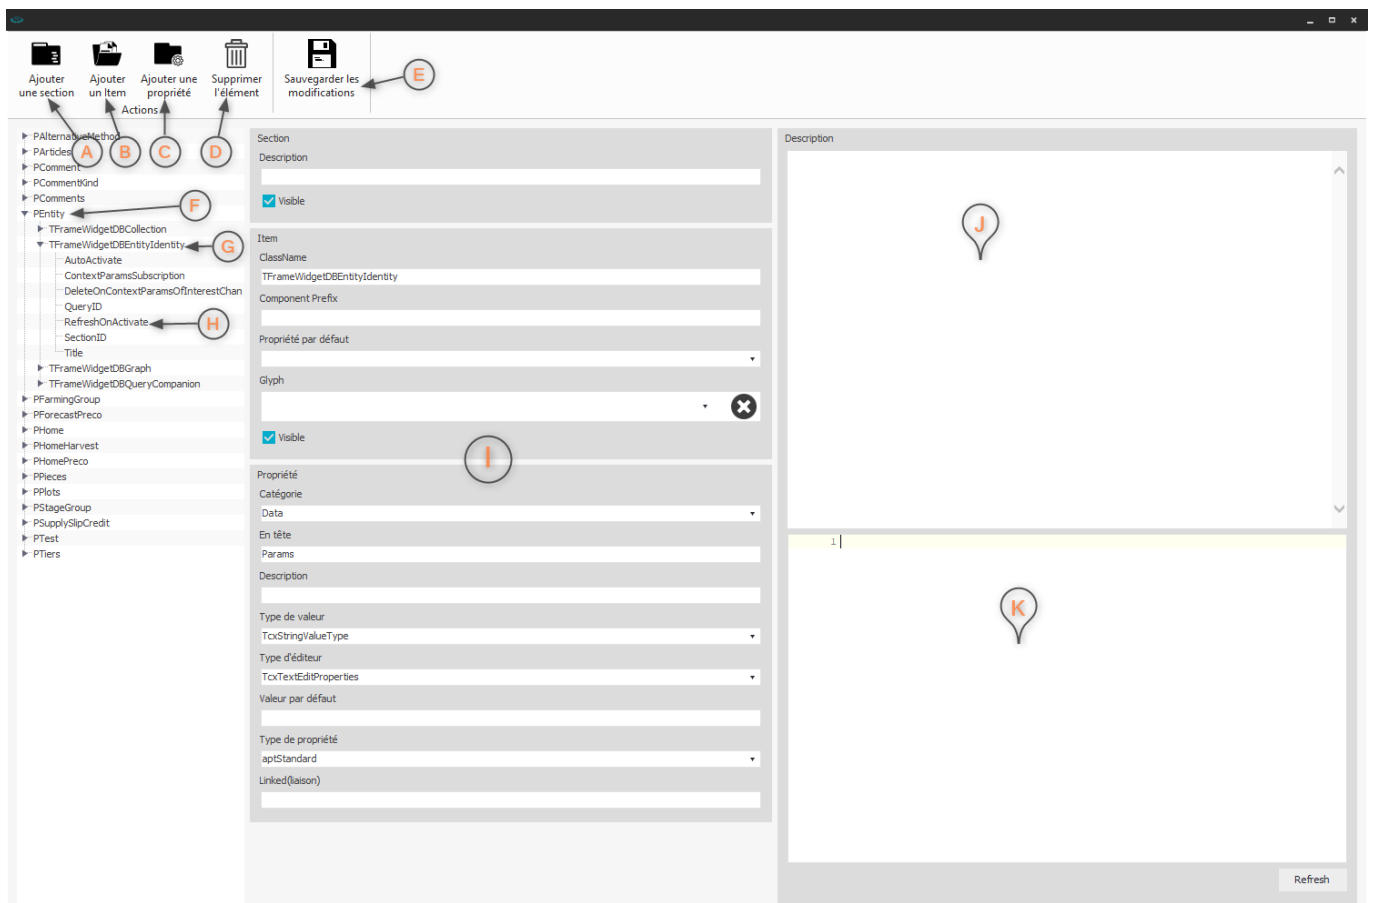 Ajouter
une section
Ajouter
un Item
Ajouter une
propriété
Supprimer
l'élément
Sauvegarder les
modifications
Actions
A
B
C
D
E
PAlternativeMethod
PArticles
PComment
PCommentKind
PComments
PEntity
TFrameWidgetDBCollection
TFrameWidgetDBEntityIdentity
AutoActivate
ContextParamsSubscription
DeleteOnContextParamsOfInterestChan
QueryID
RefreshOnActivate
SectionID
Title
TFrameWidgetDBGraph
TFrameWidgetDBQueryCompanion
PFarmingGroup
PForecastPreco
PHome
PHomeHarvest
PHomePreco
PPieces
PPlots
PStageGroup
PSupplySlipCredit
PTest
PTiers
F
G
H
Section
Description
Visible
Item
ClassName
TFrameWidgetDBEntityIdentity
Component Prefix
Propriété par défaut
Glyph
Visible
I
Propriété
Catégorie
Data
En tête
Params
Description
Type de valeur
TcxStringValueType
Type d'éditeur
TcxTextEditProperties
Valeur par défaut
Type de propriété
aptStandard
Linked(liaison)
Description
J
1
K
Refresh